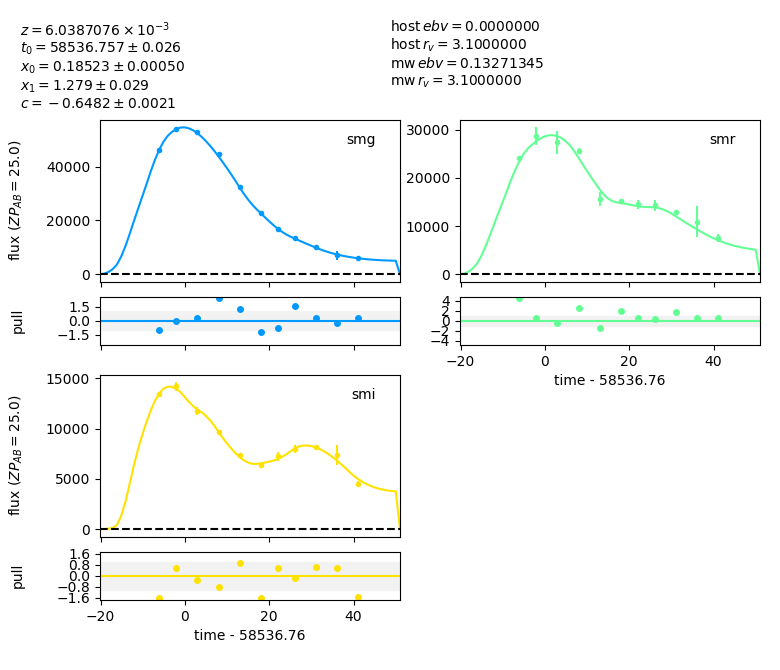 z = 6.0387076 × 10⁻³
t₀ = 58536.757 ± 0.026
x₀ = 0.18523 ± 0.00050
x₁ = 1.279 ± 0.029
c = −0.6482 ± 0.0021
host ebv = 0.0000000
host r_v = 3.1000000
mw ebv = 0.13271345
mw r_v = 3.1000000
flux (ZP_AB = 25.0)
40000
20000
0
smg
30000
20000
10000
0
smr
pull
1.5
0.0
−1.5
4
2
0
−2
−4
−20
0
20
40
time - 58536.76
flux (ZP_AB = 25.0)
15000
10000
5000
0
smi
pull
1.6
0.8
0.0
−0.8
−1.6
−20
0
20
40
time - 58536.76